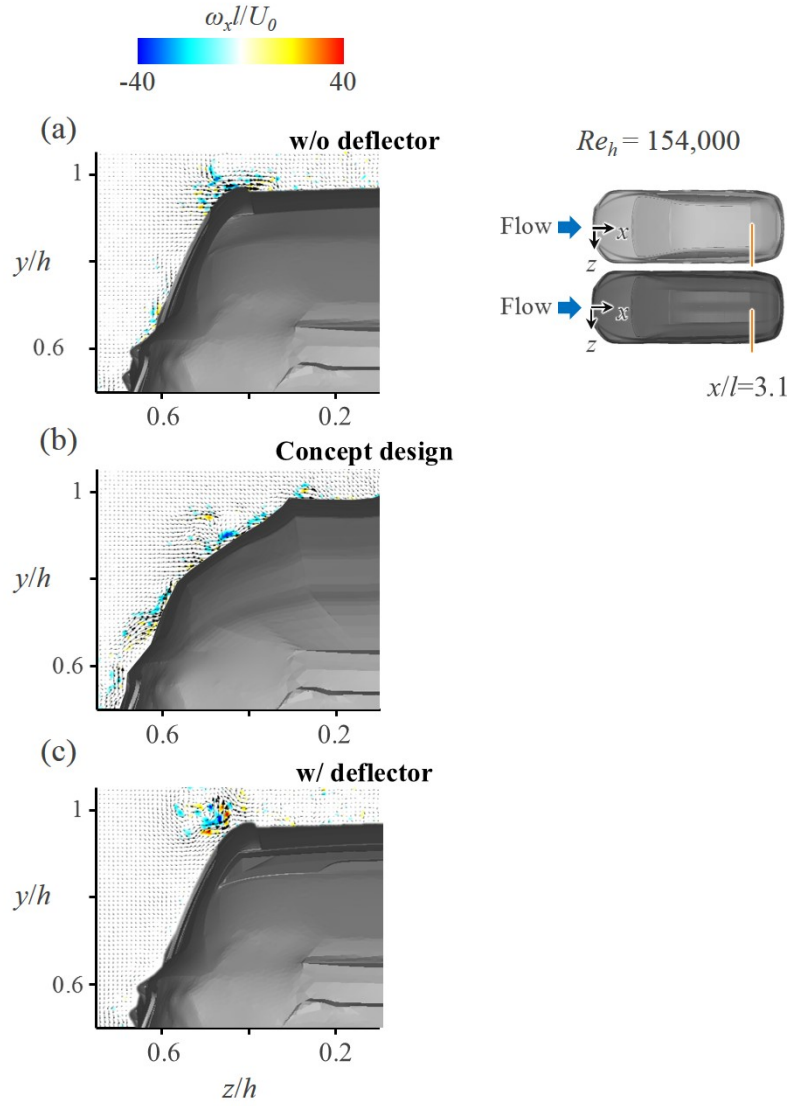 ωₓl/U₀
-40 40
(a)
w/o deflector
1
y/h
0.6
0.6 0.2
Re_h = 154,000
Flow x
z
Flow x
z
x/l=3.1
(b)
Concept design
1
y/h
0.6
0.6 0.2
(c)
w/ deflector
1
y/h
0.6
0.6 0.2
z/h